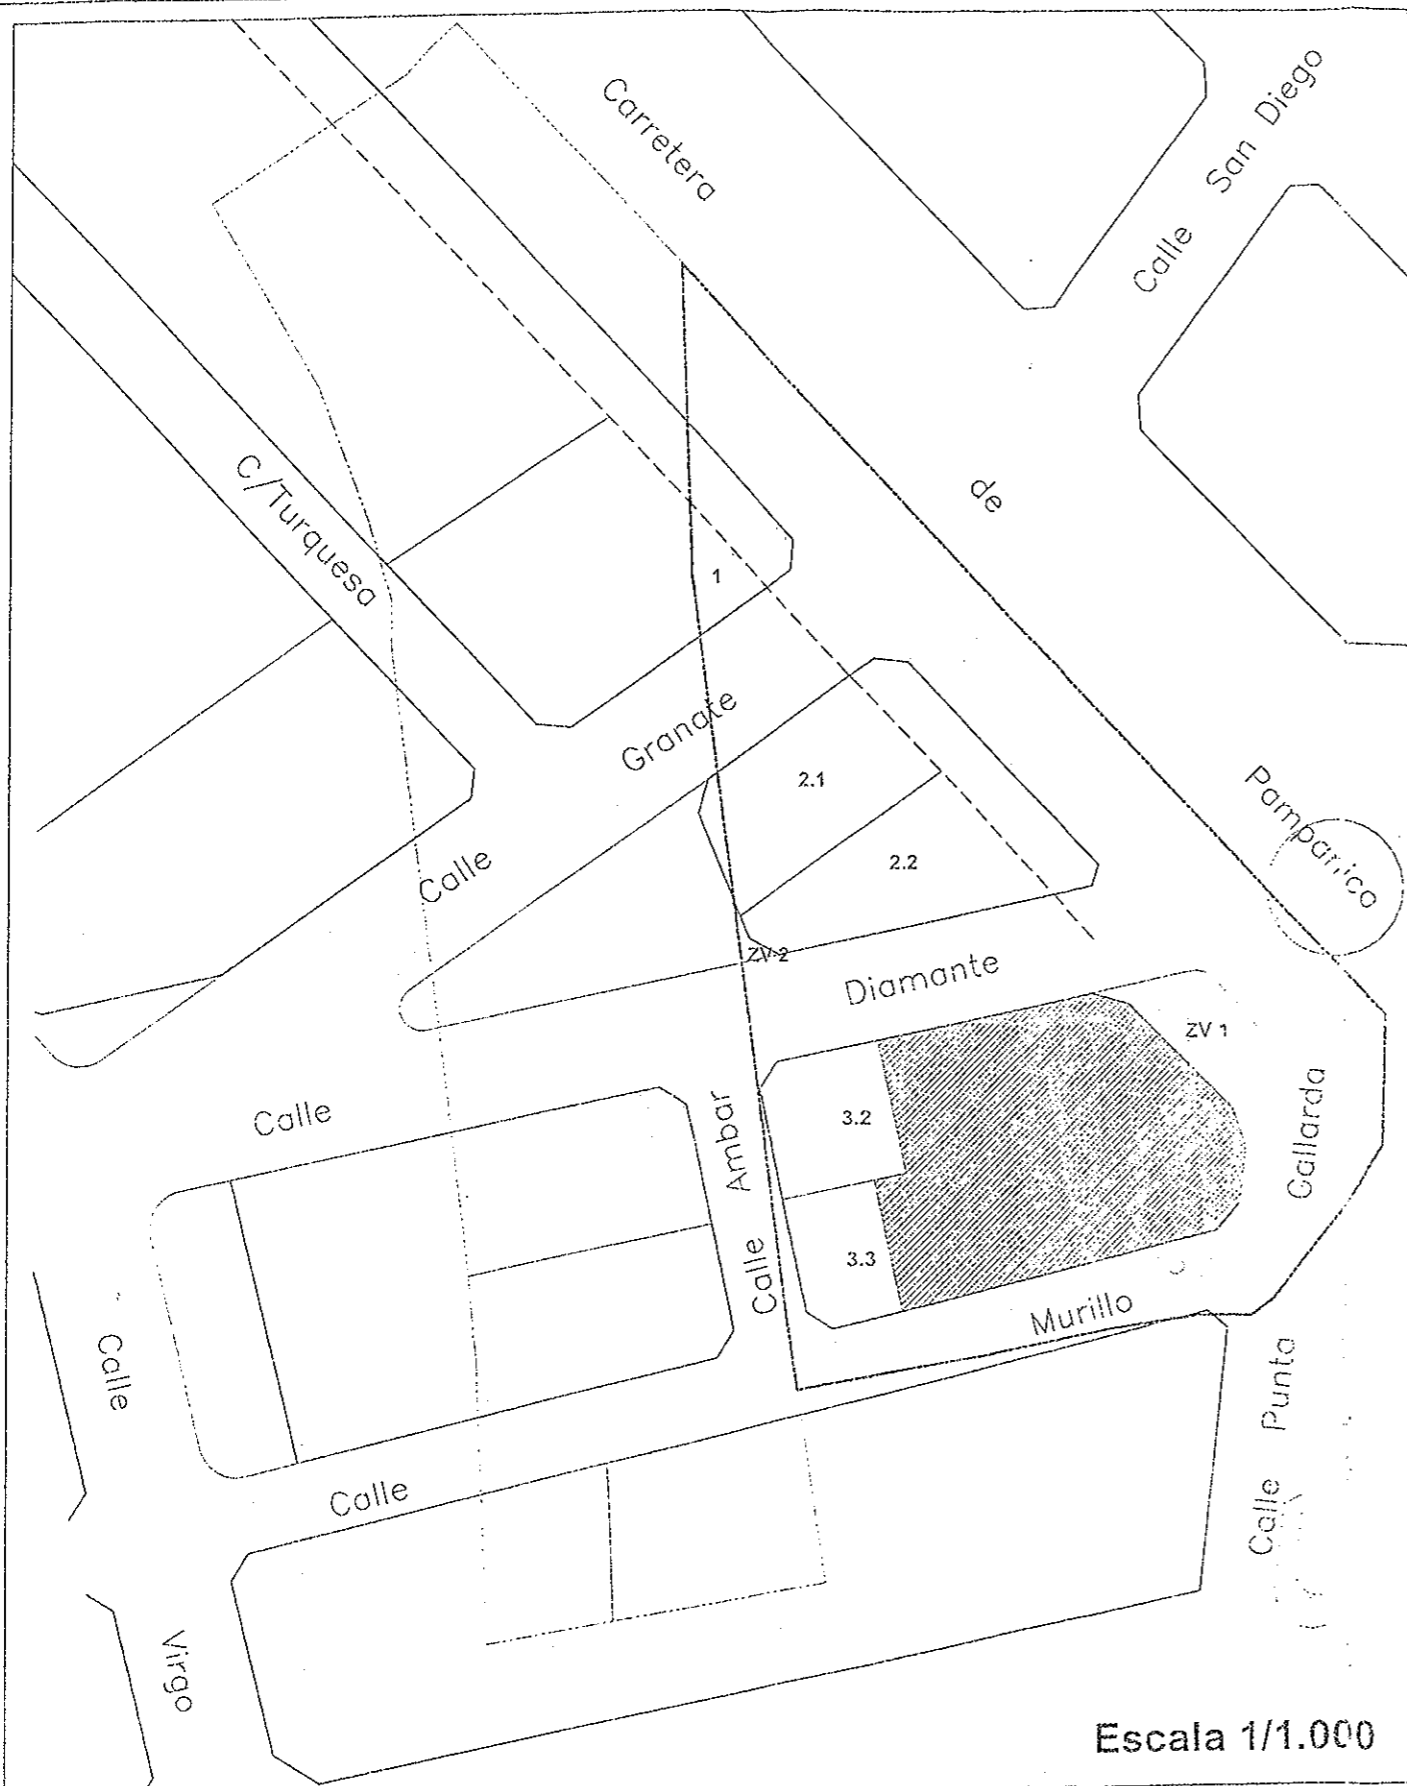 Carretera
Calle San Diego
C/Turquesa
de
1
Granate
2.1
Pampanico
2.2
Calle
ZV-2
Diamante
ZV 1
Calle
3.2
Calle Ambar
Gallarda
3.3
Murillo
Calle
Calle Punta
Calle
Virgo
Escala 1/1.000